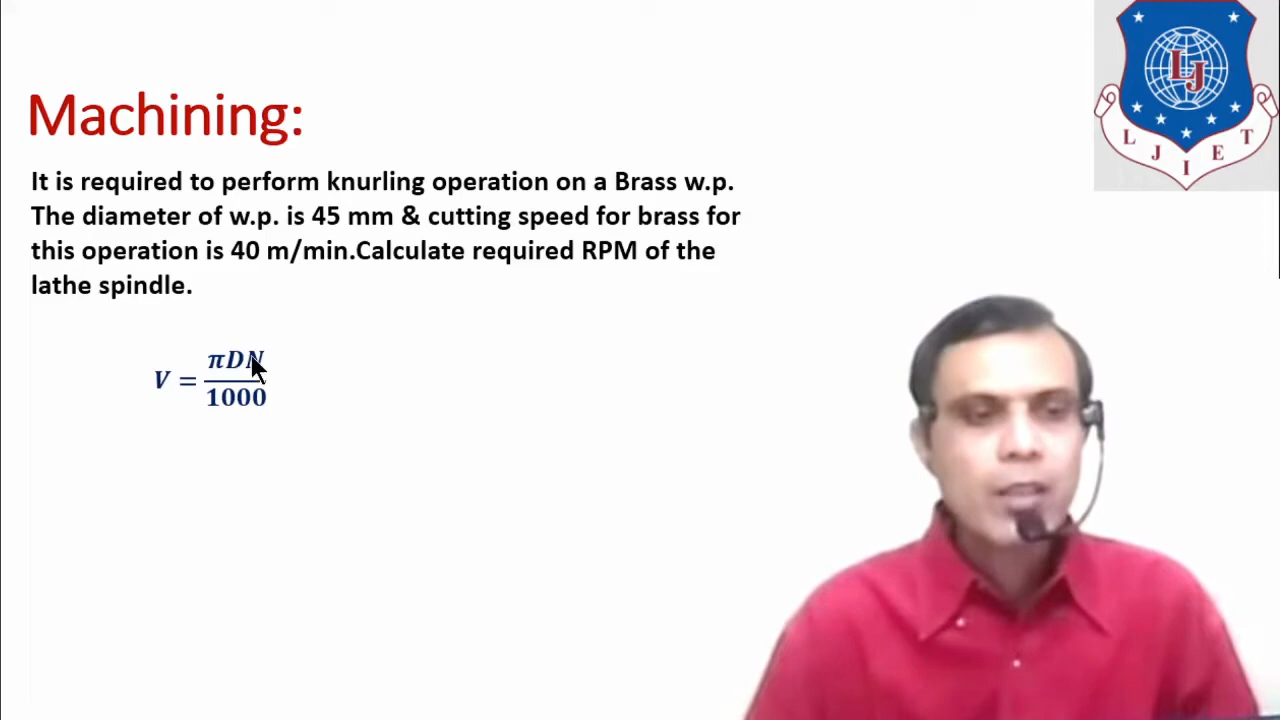 Machining:
It is required to perform knurling operation on a Brass w.p.
The diameter of w.p. is 45 mm & cutting speed for brass for
this operation is 40 m/min.Calculate required RPM of the
lathe spindle.
V = πDN
1000
LJ
L J I E T